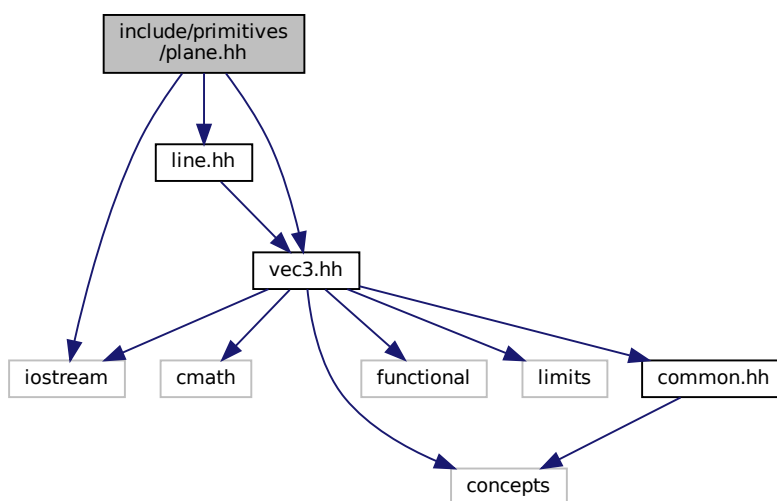 include/primitives
/plane.hh
line.hh
vec3.hh
iostream
cmath
functional
limits
common.hh
concepts